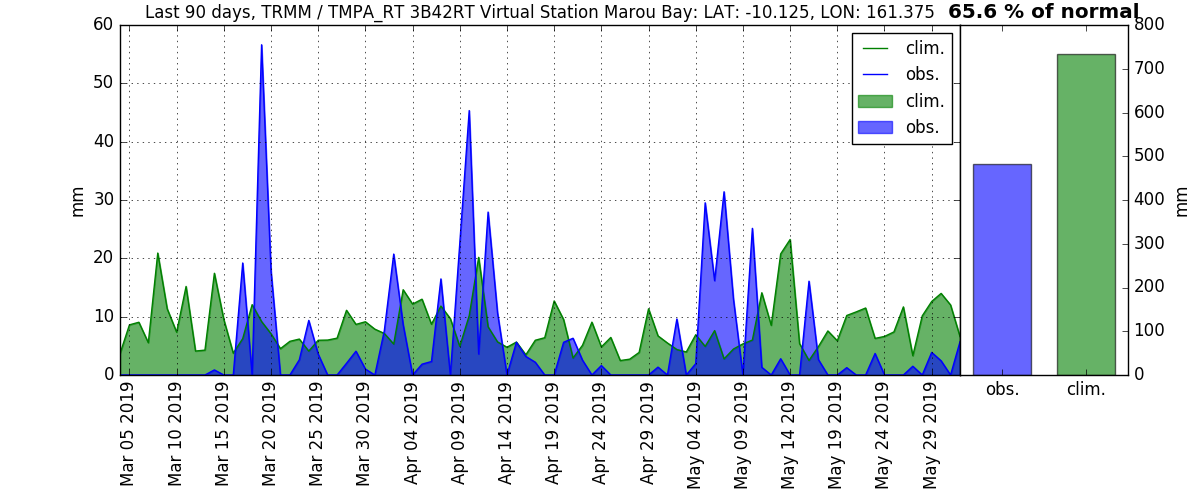 Last 90 days, TRMM / TMPA_RT 3B42RT Virtual Station Marou Bay: LAT: -10.125, LON: 161.375 65.6 % of normal
clim.
obs.
clim.
obs.
60
50
40
30
20
10
0
mm
Mar 05 2019
Mar 10 2019
Mar 15 2019
Mar 20 2019
Mar 25 2019
Mar 30 2019
Apr 04 2019
Apr 09 2019
Apr 14 2019
Apr 19 2019
Apr 24 2019
Apr 29 2019
May 04 2019
May 09 2019
May 14 2019
May 19 2019
May 24 2019
May 29 2019
800
700
600
500
400
300
200
100
0
mm
obs.
clim.